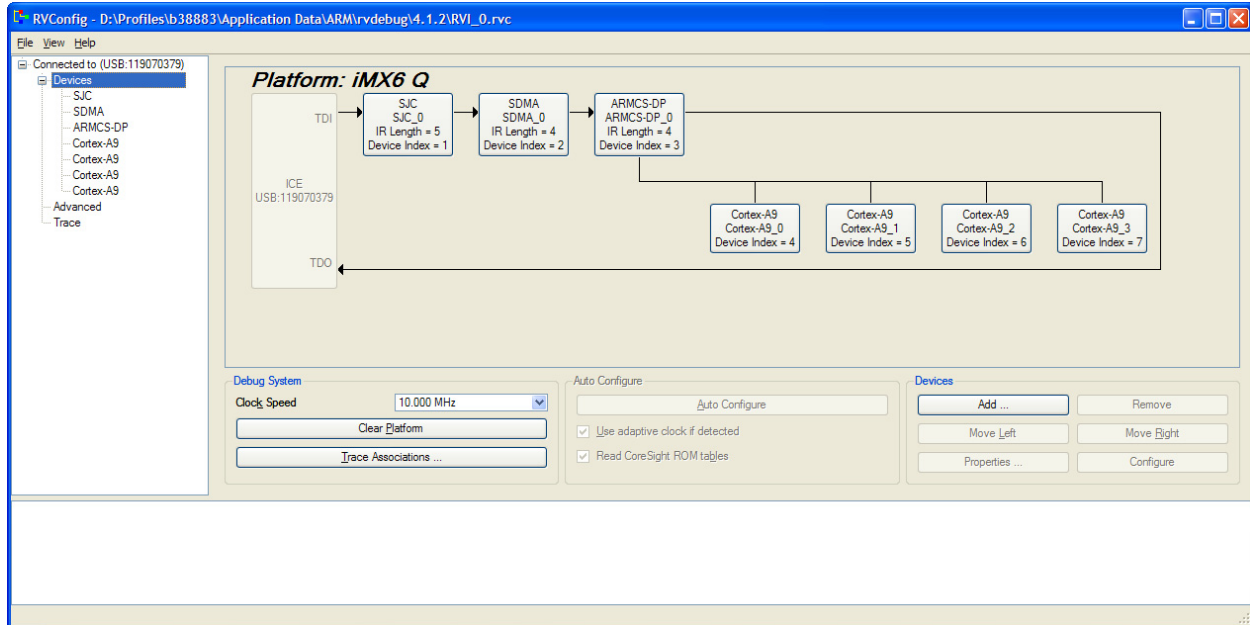 RVConfig - D:\Profiles\b38883\Application Data\ARM\rvdebug\4.1.2\RVI_0.rvc
File View Help
Connected to (USB:119070379)
Devices
SJC
SDMA
ARMCS-DP
Cortex-A9
Cortex-A9
Cortex-A9
Cortex-A9
Advanced
Trace
Platform: iMX6 Q
TDI
ICE
USB:119070379
TDO
SJC
SJC_0
IR Length = 5
Device Index = 1
SDMA
SDMA_0
IR Length = 4
Device Index = 2
ARMCS-DP
ARMCS-DP_0
IR Length = 4
Device Index = 3
Cortex-A9
Cortex-A9_0
Device Index = 4
Cortex-A9
Cortex-A9_1
Device Index = 5
Cortex-A9
Cortex-A9_2
Device Index = 6
Cortex-A9
Cortex-A9_3
Device Index = 7
Debug System
Clock Speed 10.000 MHz
Clear Platform
Trace Associations ...
Auto Configure
Auto Configure
Use adaptive clock if detected
Read CoreSight ROM tables
Devices
Add ... Remove
Move Left Move Right
Properties ... Configure